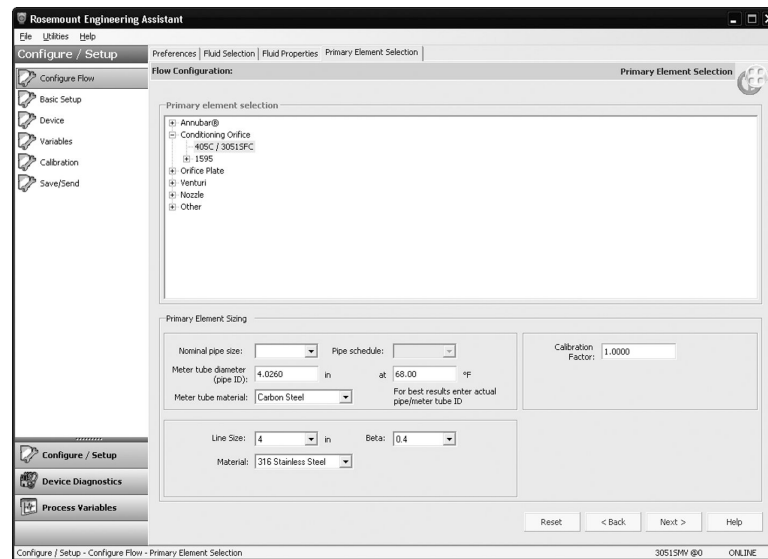 Rosemount Engineering Assistant
File Utilities Help
Configure / Setup
Preferences Fluid Selection Fluid Properties Primary Element Selection
Flow Configuration: Primary Element Selection
Configure Flow
Basic Setup
Device
Variables
Calibration
Save/Send
Primary element selection
Annubar®
Conditioning Orifice
405C / 3051SFC
1595
Orifice Plate
Venturi
Nozzle
Other
Primary Element Sizing
Nominal pipe size: Pipe schedule:
Meter tube diameter (pipe ID): 4.0260 in at 68.00 °F
Meter tube material: Carbon Steel
For best results enter actual
pipe/meter tube ID
Calibration Factor: 1.0000
Line Size: 4 in Beta: 0.4
Material: 316 Stainless Steel
Configure / Setup
Device Diagnostics
Process Variables
Reset < Back Next > Help
Configure / Setup - Configure Flow - Primary Element Selection 3051SMV @0 ONLINE